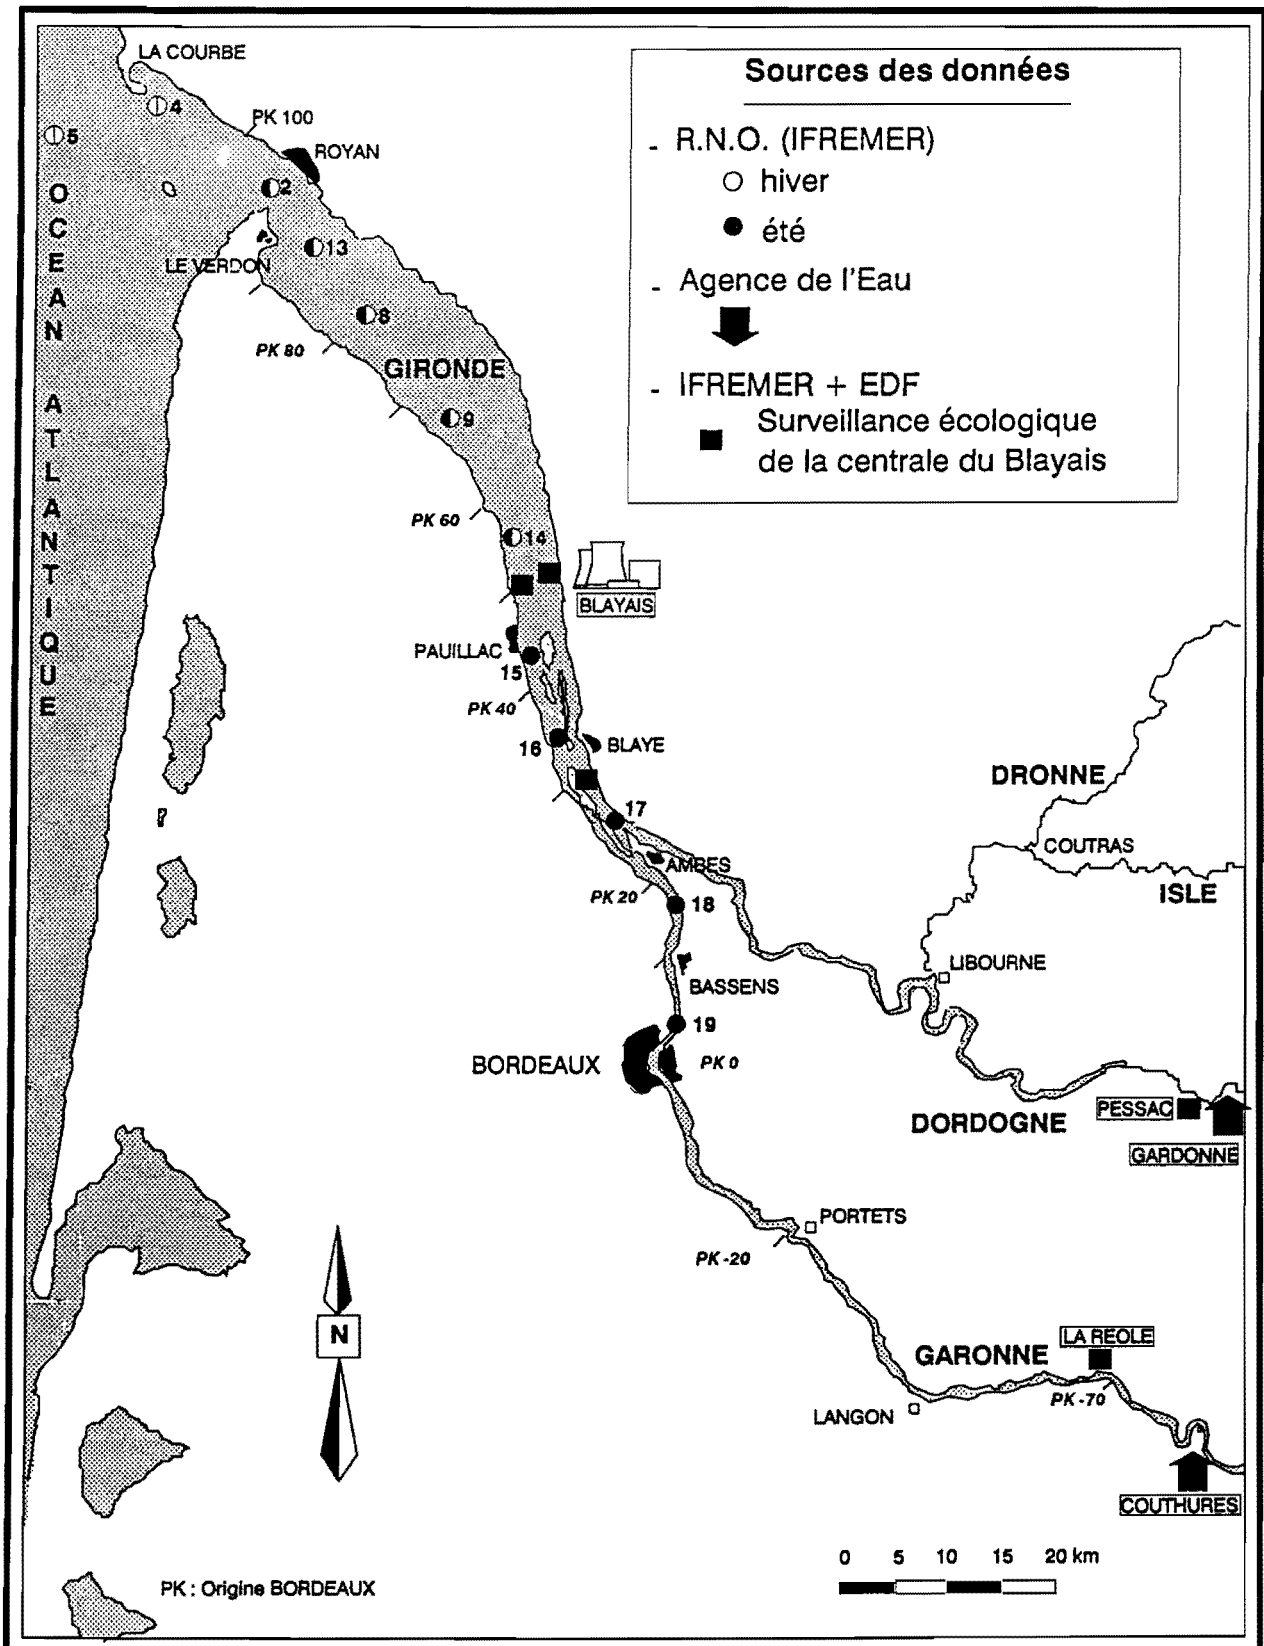 LA COURBE
4
PK 100
5
ROYAN
2
13
LE VERDON
8
PK 80
GIRONDE
9
PK 60
14
BLAYAIS
PAUILLAC
15
PK 40
16
BLAYE
17
AMBES
PK 20
18
BASSENS
19
BORDEAUX
PK 0
OCEAN ATLANTIQUE
Sources des données
- R.N.O. (IFREMER)
hiver
été
- Agence de l'Eau
- IFREMER + EDF
Surveillance écologique
de la centrale du Blayais
DRONNE
COUTRAS
ISLE
LIBOURNE
DORDOGNE
PESSAC
GARDONNE
PORTETS
PK -20
GARONNE
LA REOLE
PK -70
LANGON
COUTHURES
N
0 5 10 15 20 km
PK : Origine BORDEAUX